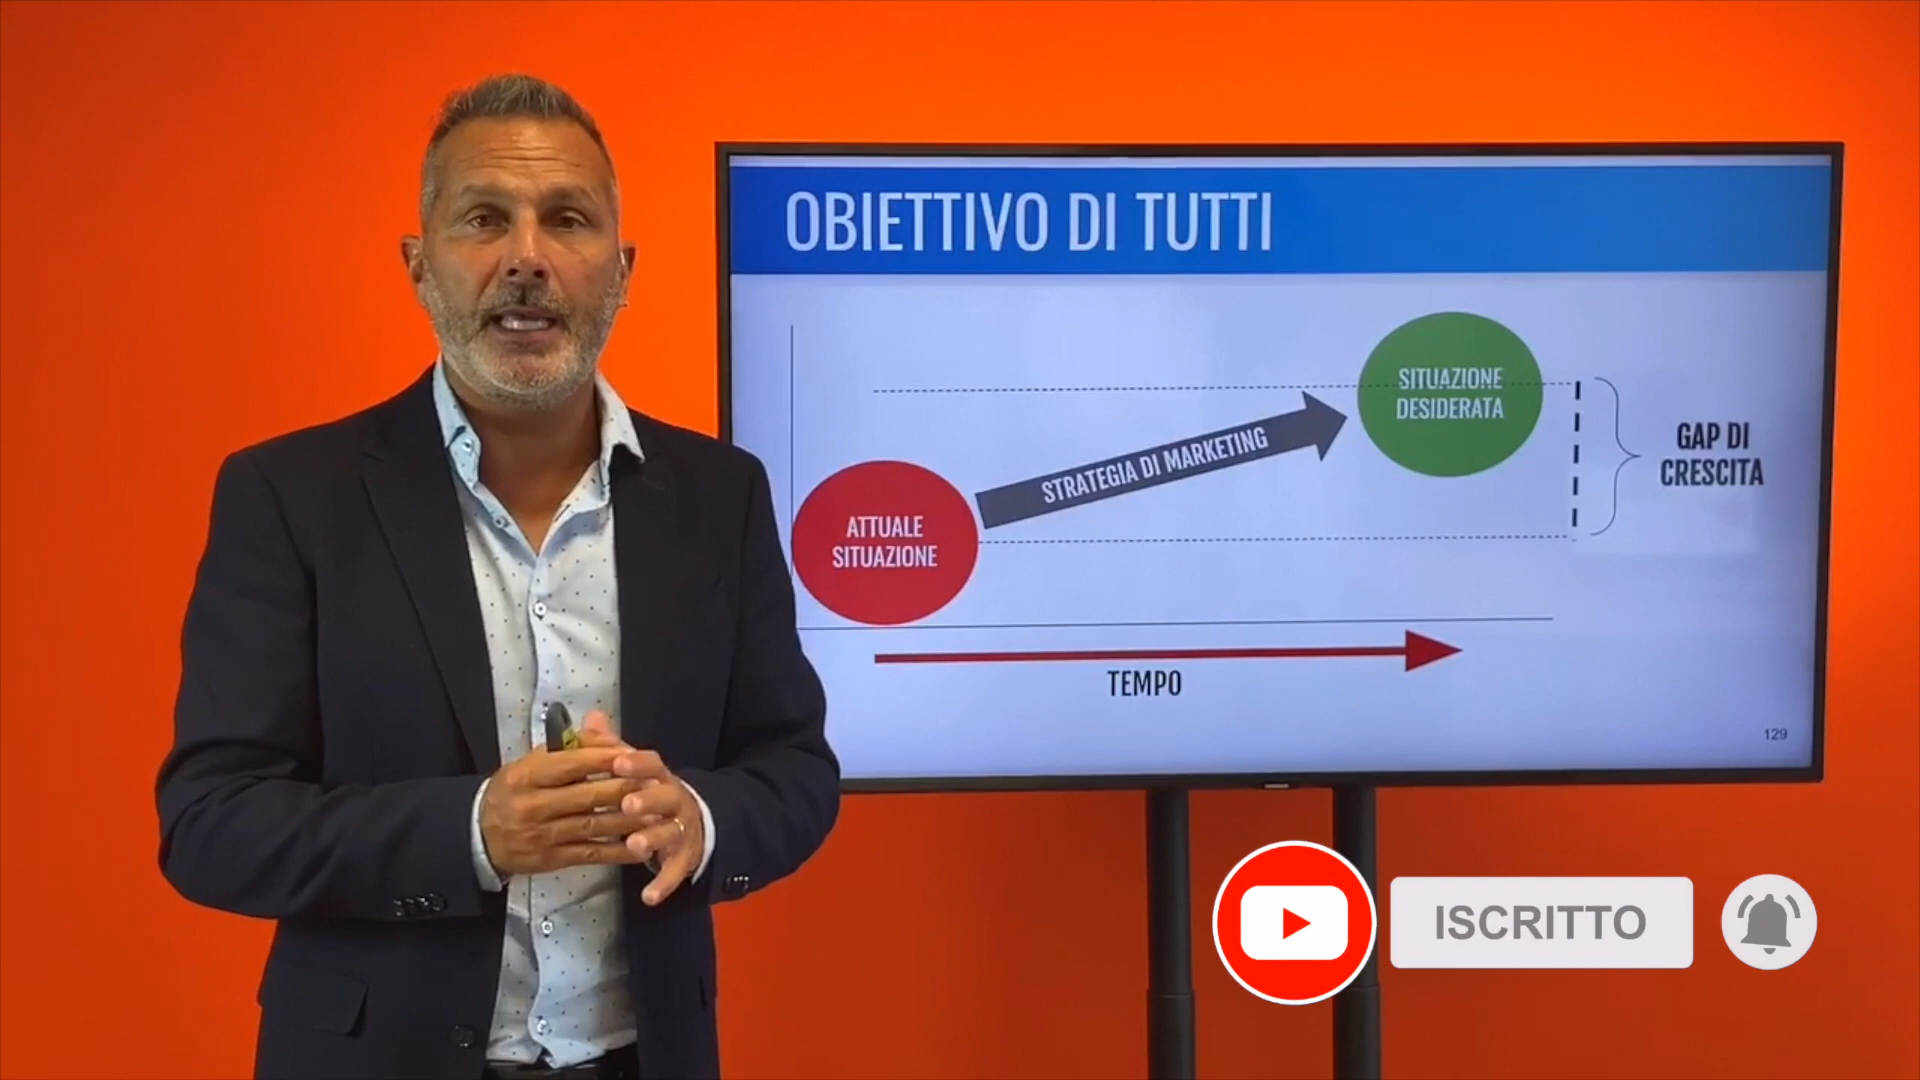 OBIETTIVO DI TUTTI
SITUAZIONE
DESIDERATA
GAP DI
CRESCITA
STRATEGIA DI MARKETING
ATTUALE
SITUAZIONE
TEMPO
129
ISCRITTO